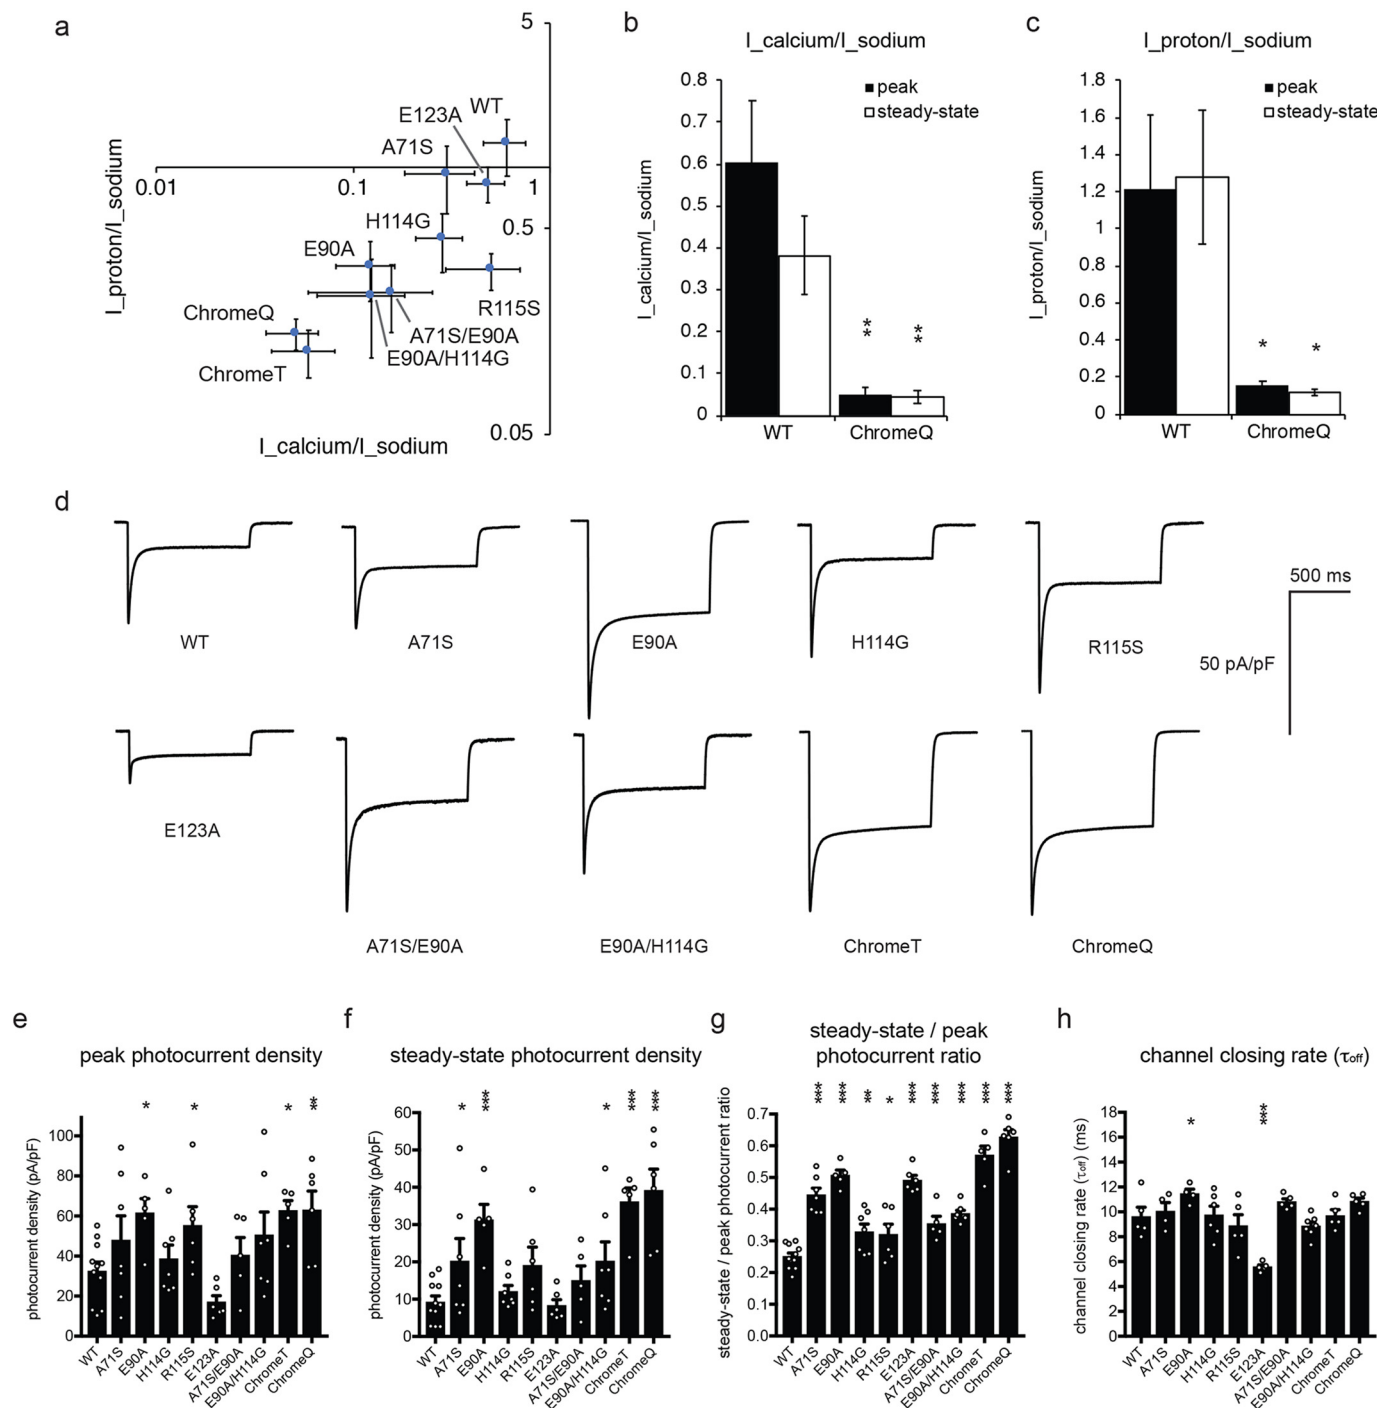 a
5
WT
E123A
A71S
0.01
0.1
1
H114G
0.5
E90A
R115S
ChromeQ
A71S/E90A
E90A/H114G
ChromeT
0.05
I_proton/I_sodium
I_calcium/I_sodium
b
I_calcium/I_sodium
peak
steady-state
0.8
0.7
0.6
0.5
0.4
0.3
0.2
0.1
0
I_calcium/I_sodium
** **
WT ChromeQ
c
I_proton/I_sodium
peak
steady-state
1.8
1.6
1.4
1.2
1
0.8
0.6
0.4
0.2
0
I_proton/I_sodium
* *
WT ChromeQ
d
WT A71S E90A H114G R115S
500 ms
50 pA/pF
E123A
A71S/E90A E90A/H114G ChromeT ChromeQ
e
peak photocurrent density
photocurrent density (pA/pF)
100
80
60
40
20
0
* * * **
WT A71S E90A H114G R115S E123A A71S/E90A E90A/H114G ChromeT ChromeQ
f
steady-state photocurrent density
photocurrent density (pA/pF)
60
50
40
30
20
10
0
* *** * *** ***
WT A71S E90A H114G R115S E123A A71S/E90A E90A/H114G ChromeT ChromeQ
g
steady-state / peak
photocurrent ratio
steady-state / peak photocurrent ratio
0.7
0.6
0.5
0.4
0.3
0.2
0.1
0.0
WT A71S E90A H114G R115S E123A A71S/E90A E90A/H114G ChromeT ChromeQ
h
channel closing rate (τoff)
channel closing rate (τoff) (ms)
18
16
14
12
10
8
6
4
2
0
WT A71S E90A H114G R115S E123A A71S/E90A E90A/H114G ChromeT ChromeQ